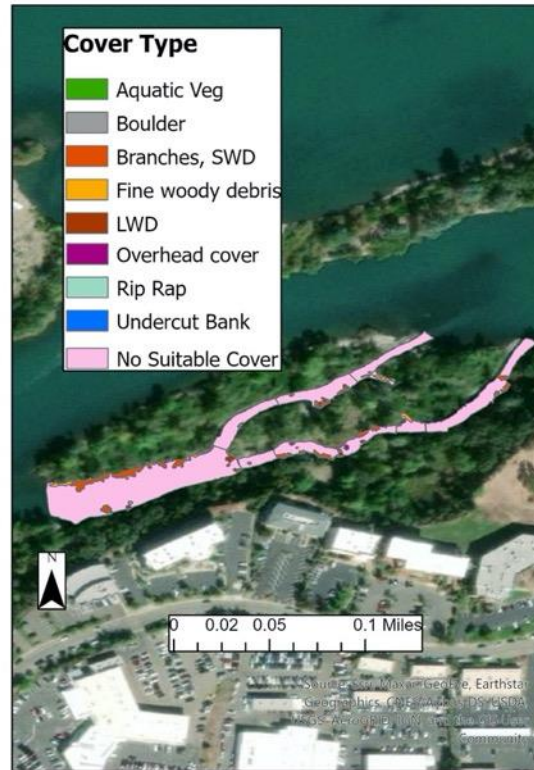 Cover Type
Aquatic Veg
Boulder
Branches, SWD
Fine woody debris
LWD
Overhead cover
Rip Rap
Undercut Bank
No Suitable Cover
N
0 0.02 0.05 0.1 Miles
Source: Esri, Maxar, GeoEye, Earthstar
Geographics, CNES/Airbus DS, USDA,
USGS, AeroGRID, IGN, and the GIS User
Community